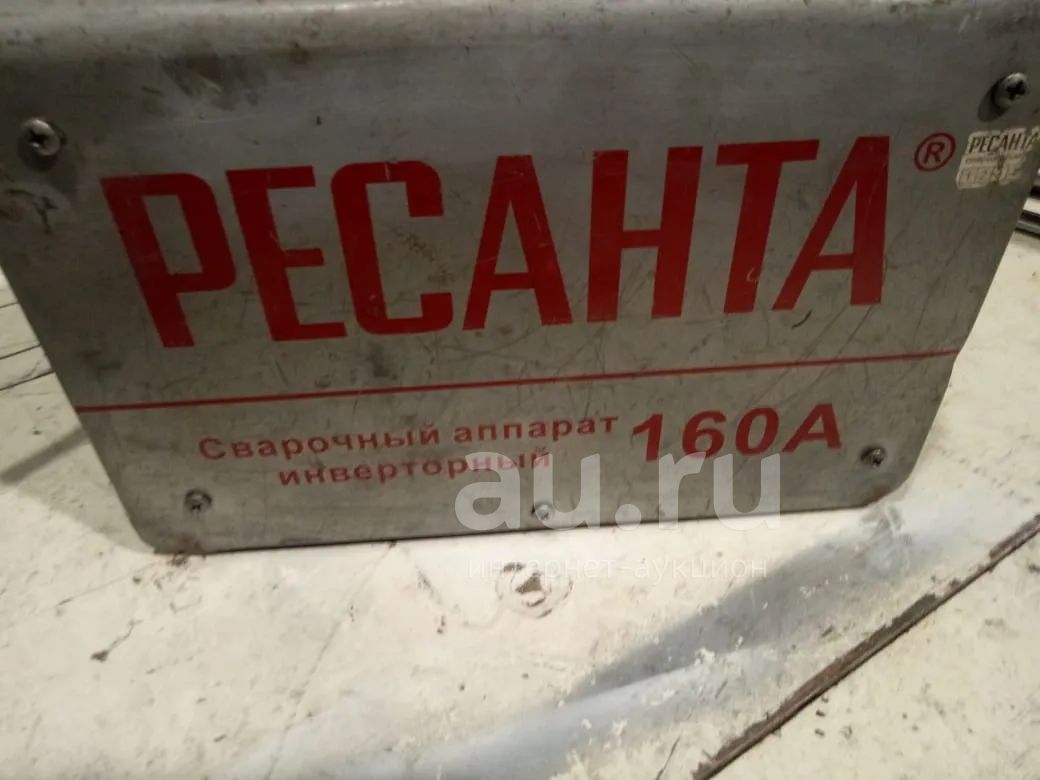 РЕСАНТА®
РЕСАНТА
Сварочный аппарат 160А
инверторный
au.ru
интернет-аукцион